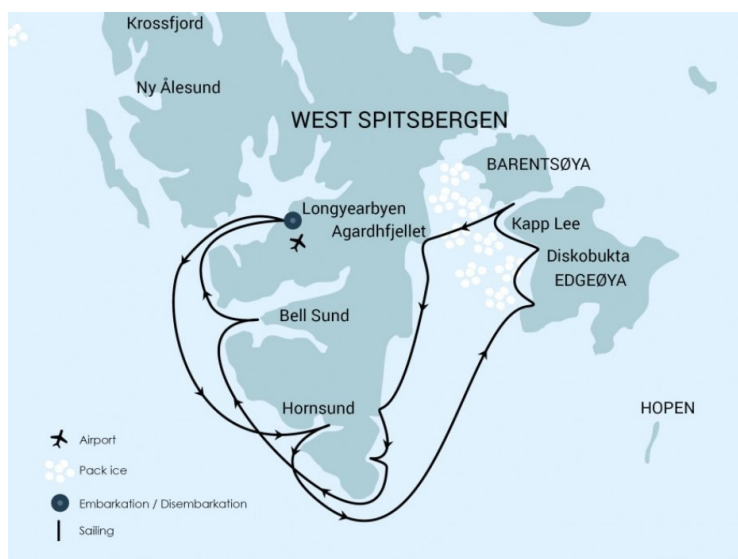 Krossfjord
Ny Ålesund
WEST SPITSBERGEN
BARENTSØYA
Longyearbyen
Agardhfjellet
Kapp Lee
Diskobukta
EDGEØYA
Bell Sund
Hornsund
HOPEN
Airport
Pack ice
Embarkation / Disembarkation
Sailing